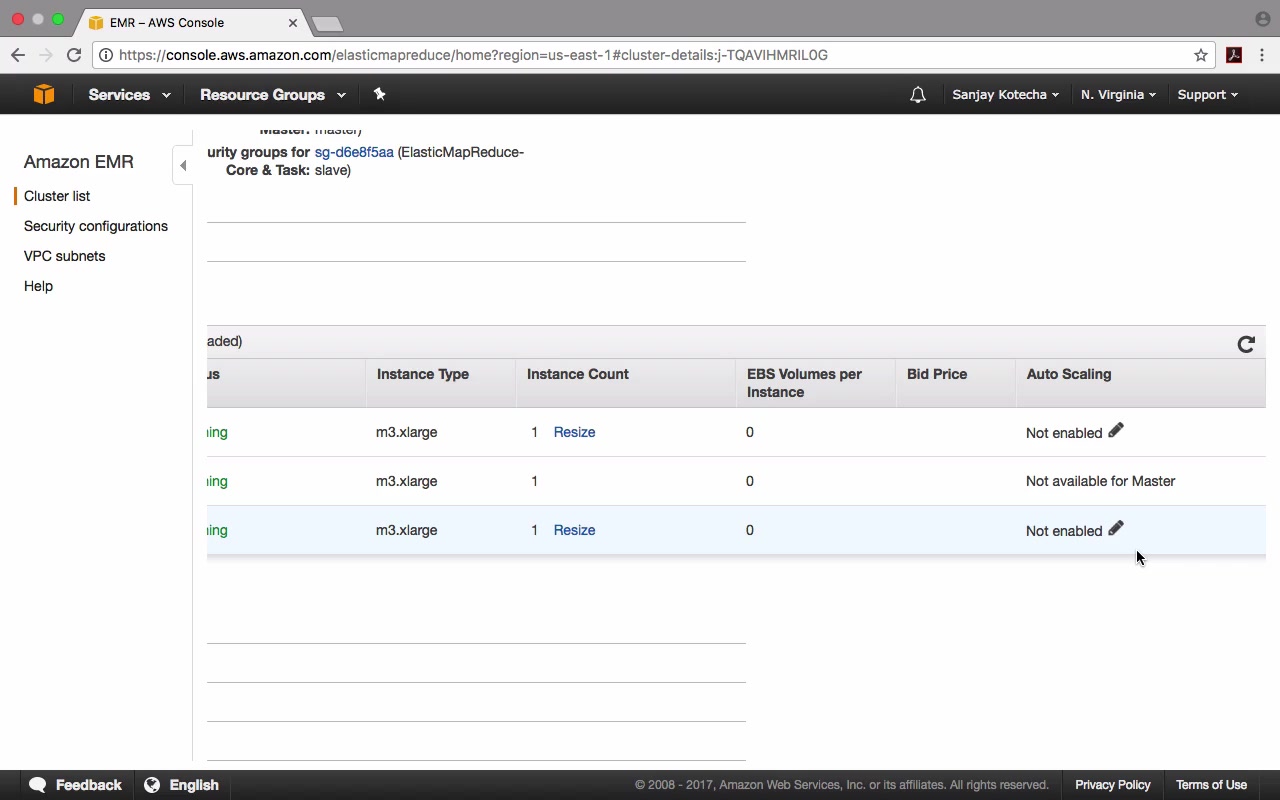 EMR – AWS Console
https://console.aws.amazon.com/elasticmapreduce/home?region=us-east-1#cluster-details:j-TQAVIHMRIL0G
Services Resource Groups Sanjay Kotecha N. Virginia Support
Amazon EMR
Cluster list
Security configurations
VPC subnets
Help
Master: master)
urity groups for sg-d6e8f5aa (ElasticMapReduce-
Core & Task: slave)
aded)
us Instance Type Instance Count EBS Volumes per Instance Bid Price Auto Scaling
ning m3.xlarge 1 Resize 0 Not enabled
ning m3.xlarge 1 0 Not available for Master
ning m3.xlarge 1 Resize 0 Not enabled
Feedback English © 2008 - 2017, Amazon Web Services, Inc. or its affiliates. All rights reserved. Privacy Policy Terms of Use